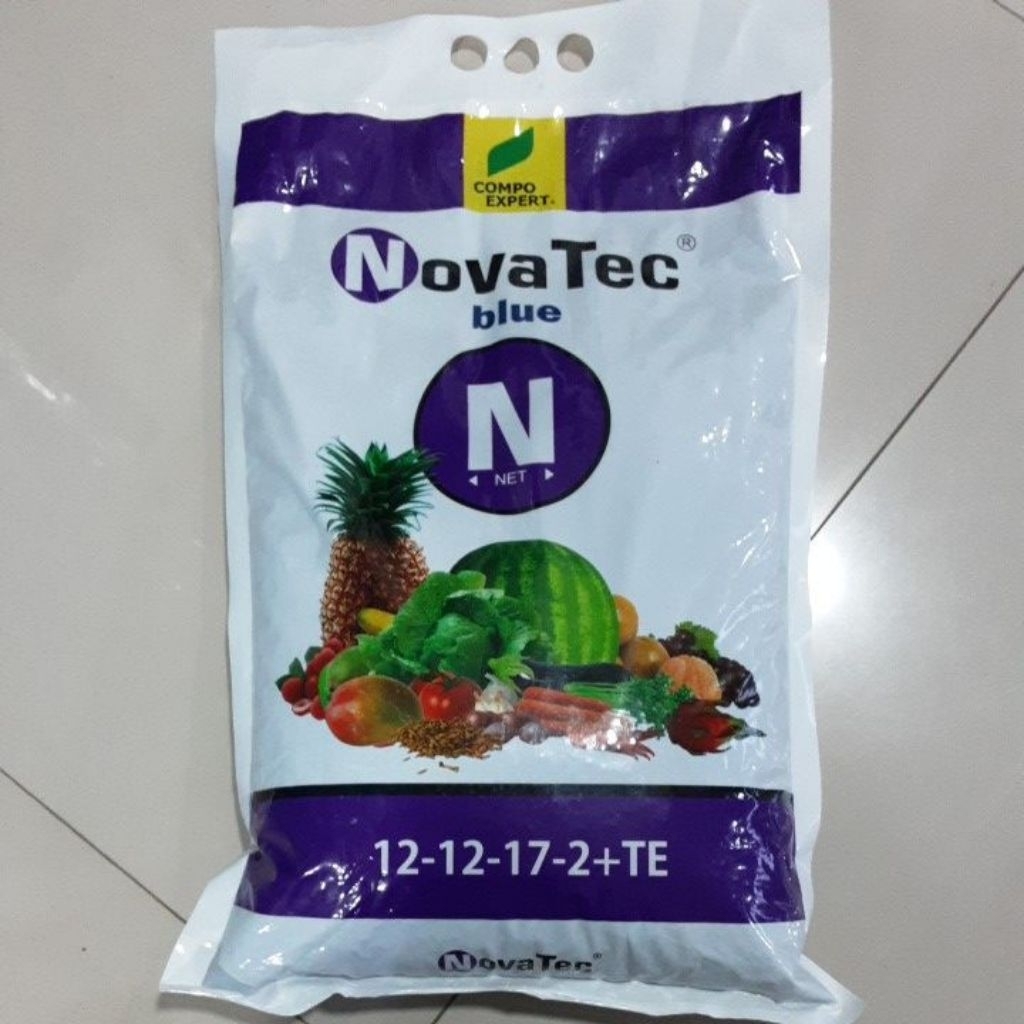 COMPO
EXPERT®
NovaTec®
blue
N
◄ NET ►
12-12-17-2+TE
NovaTec®